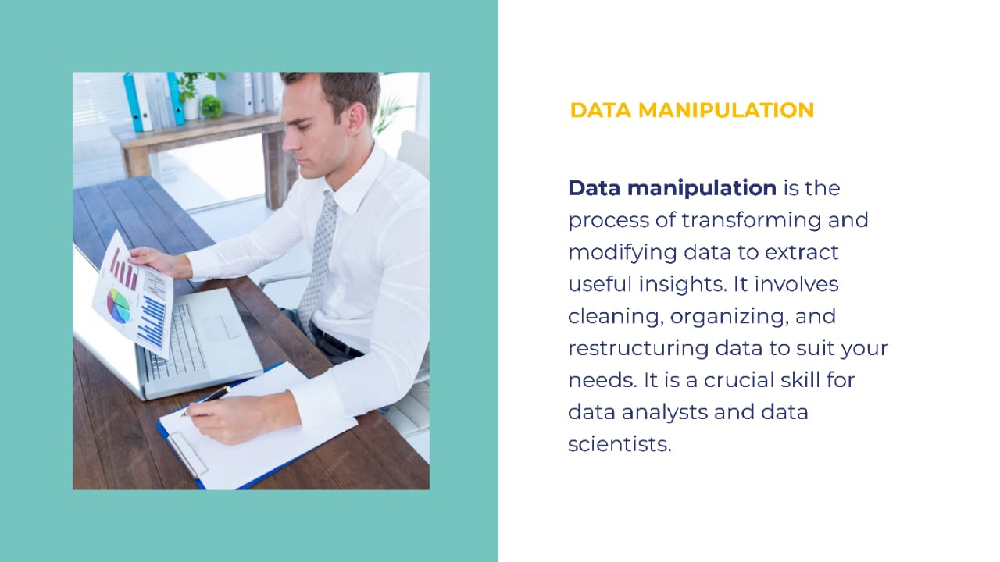 DATA MANIPULATION
Data manipulation is the
process of transforming and
modifying data to extract
useful insights. It involves
cleaning, organizing, and
restructuring data to suit your
needs. It is a crucial skill for
data analysts and data
scientists.